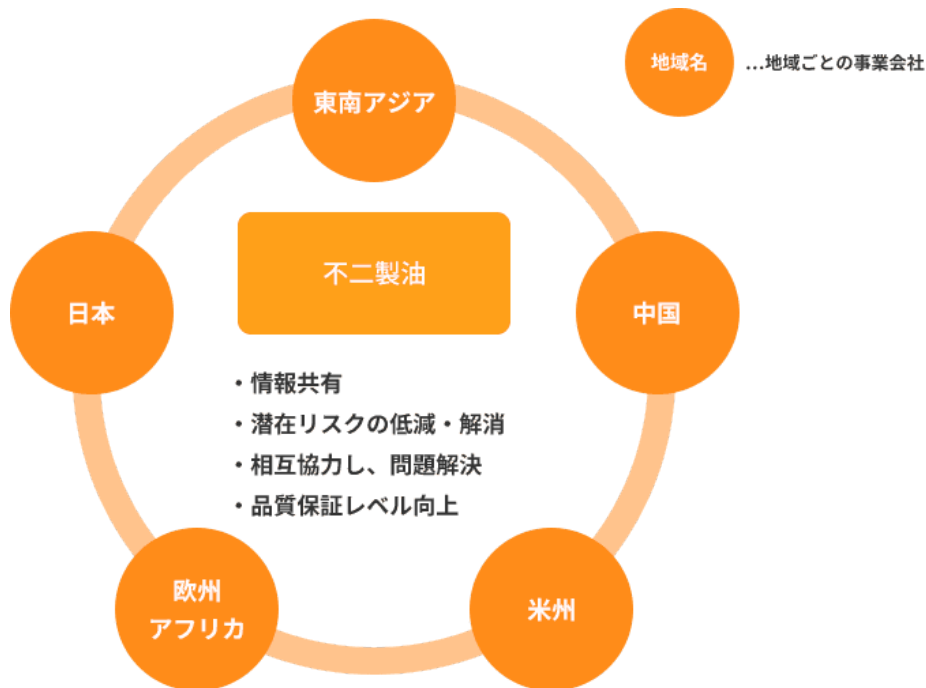 地域名 …地域ごとの事業会社
東南アジア
不二製油
日本
中国
・情報共有
・潜在リスクの低減・解消
・相互協力し、問題解決
・品質保証レベル向上
欧州
アフリカ
米州